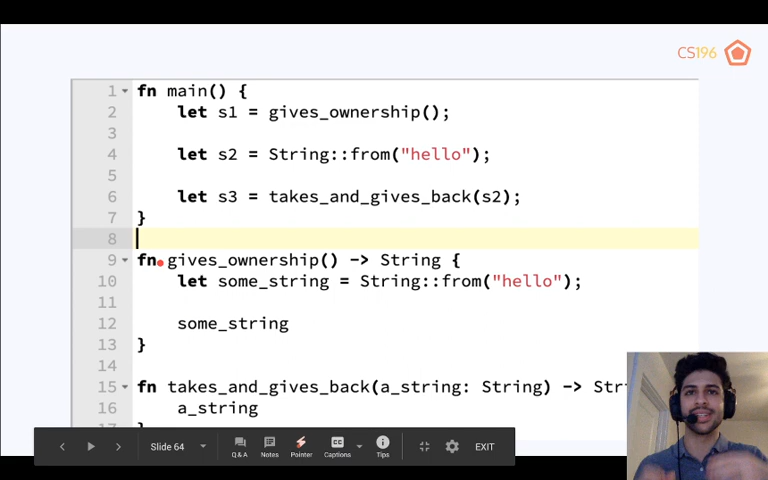 CS196
1 fn main() {
2     let s1 = gives_ownership();
3
4     let s2 = String::from("hello");
5
6     let s3 = takes_and_gives_back(s2);
7 }
8
9 fn gives_ownership() -> String {
10     let some_string = String::from("hello");
11
12     some_string
13 }
14
15 fn takes_and_gives_back(a_string: String) -> Str
16     a_string
Slide 64
Q&A Notes Pointer Captions Tips EXIT